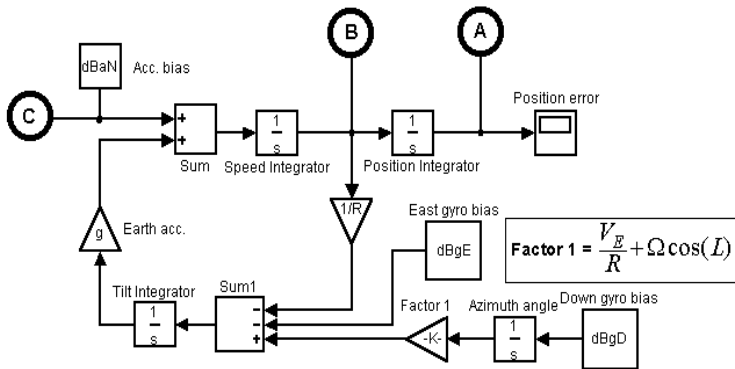 B
A
dBaN
Acc. bias
C
Position error
+
+
1
s
1
s
Sum
Speed Integrator
Position Integrator
1/R
East gyro bias
g
Earth acc.
dBgE
Factor 1 = V_E/R + Ω cos(L)
Tilt Integrator
Sum1
Factor 1
Azimuth angle
Down gyro bias
1
s
−
−
+
-K-
1
s
dBgD